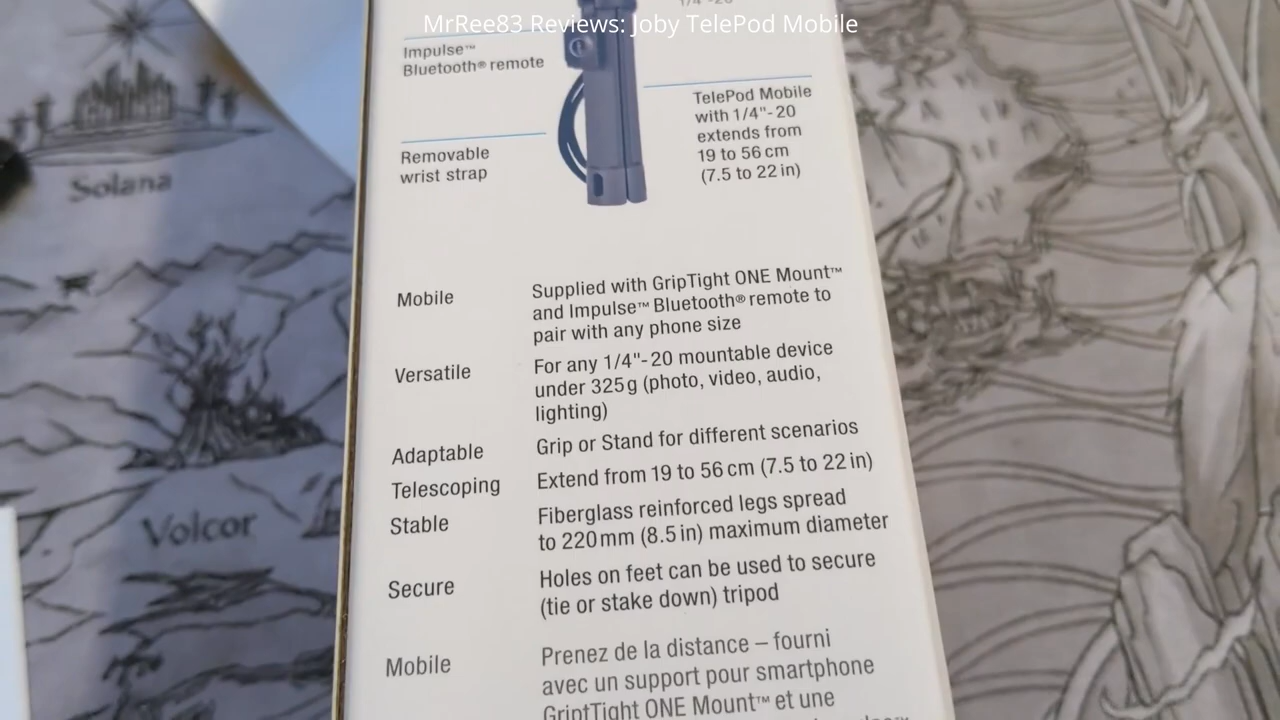 MrRee83 Reviews: Joby TelePod Mobile
Impulse™
Bluetooth® remote
TelePod Mobile
with 1/4"-20
extends from
19 to 56 cm
(7.5 to 22 in)
Removable
wrist strap
Mobile
Supplied with GripTight ONE Mount™
and Impulse™ Bluetooth® remote to
pair with any phone size
Versatile
For any 1/4"-20 mountable device
under 325 g (photo, video, audio,
lighting)
Adaptable
Grip or Stand for different scenarios
Telescoping
Extend from 19 to 56 cm (7.5 to 22 in)
Stable
Fiberglass reinforced legs spread
to 220 mm (8.5 in) maximum diameter
Secure
Holes on feet can be used to secure
(tie or stake down) tripod
Mobile
Prenez de la distance – fourni
avec un support pour smartphone
GriptTight ONE Mount™ et une
Solana
Volcor